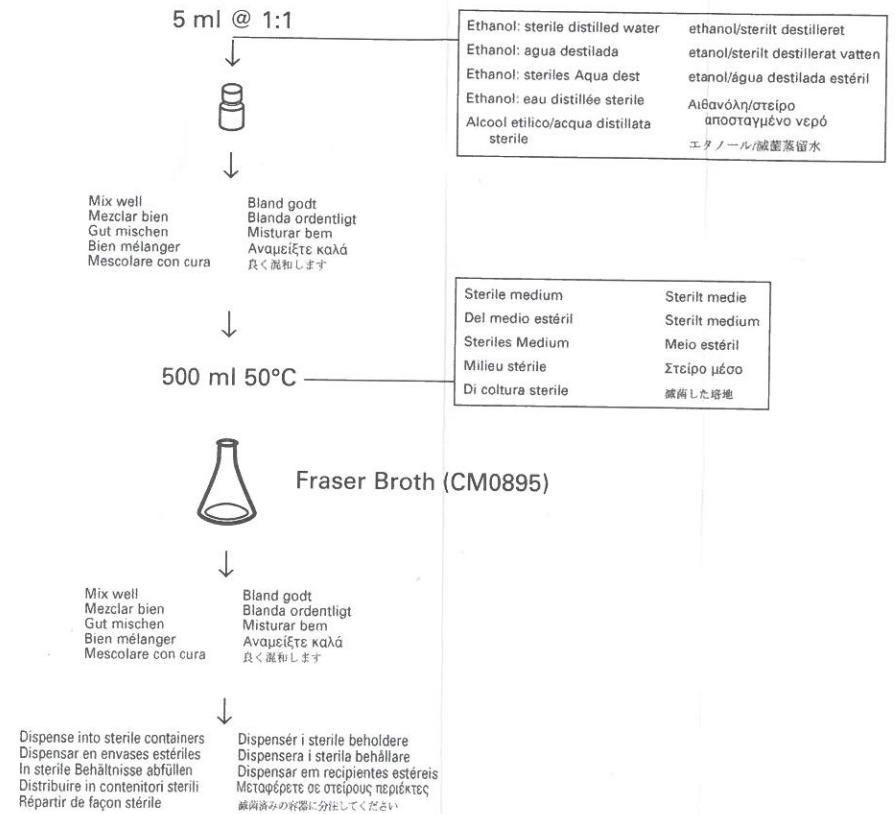 5 ml @ 1:1
Ethanol: sterile distilled water
Ethanol: agua destilada
Ethanol: steriles Aqua dest
Ethanol: eau distillée sterile
Alcool etilico/acqua distillata
sterile
ethanol/sterilt destilleret
etanol/sterilt destillerat vatten
etanol/água destilada estéril
Αιθανόλη/στείρο
αποσταγμένο νερό
エタノール/滅菌蒸留水
Mix well
Mezclar bien
Gut mischen
Bien mélanger
Mescolare con cura
Bland godt
Blanda ordentligt
Misturar bem
Αναμείξτε καλά
良く混和します
500 ml 50°C
Sterile medium
Del medio estéril
Steriles Medium
Milieu stérile
Di coltura sterile
Sterilt medie
Sterilt medium
Meio estéril
Στείρο μέσο
滅菌した培地
Fraser Broth (CM0895)
Mix well
Mezclar bien
Gut mischen
Bien mélanger
Mescolare con cura
Bland godt
Blanda ordentligt
Misturar bem
Αναμείξτε καλά
良く混和します
Dispense into sterile containers
Dispensar en envases estériles
In sterile Behältnisse abfüllen
Distribuire in contenitori sterili
Répartir de façon stérile
Dispensér i sterile beholdere
Dispensera i sterila behållare
Dispensar em recipientes estéreis
Μεταφέρετε σε στείρους περιέκτες
滅菌済みの容器に分注してください